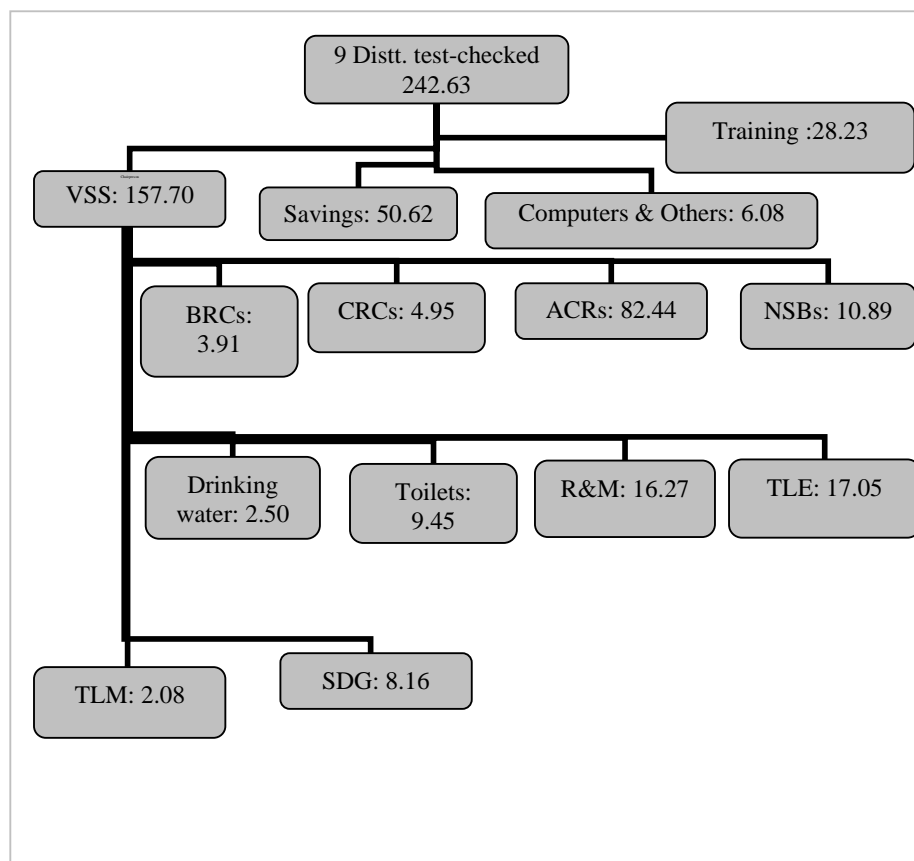 9 Distt. test-checked
242.63
Training :28.23
VSS: 157.70
Savings: 50.62
Computers & Others: 6.08
BRCs:
3.91
CRCs: 4.95
ACRs: 82.44
NSBs: 10.89
Drinking
water: 2.50
Toilets:
9.45
R&M: 16.27
TLE: 17.05
TLM: 2.08
SDG: 8.16